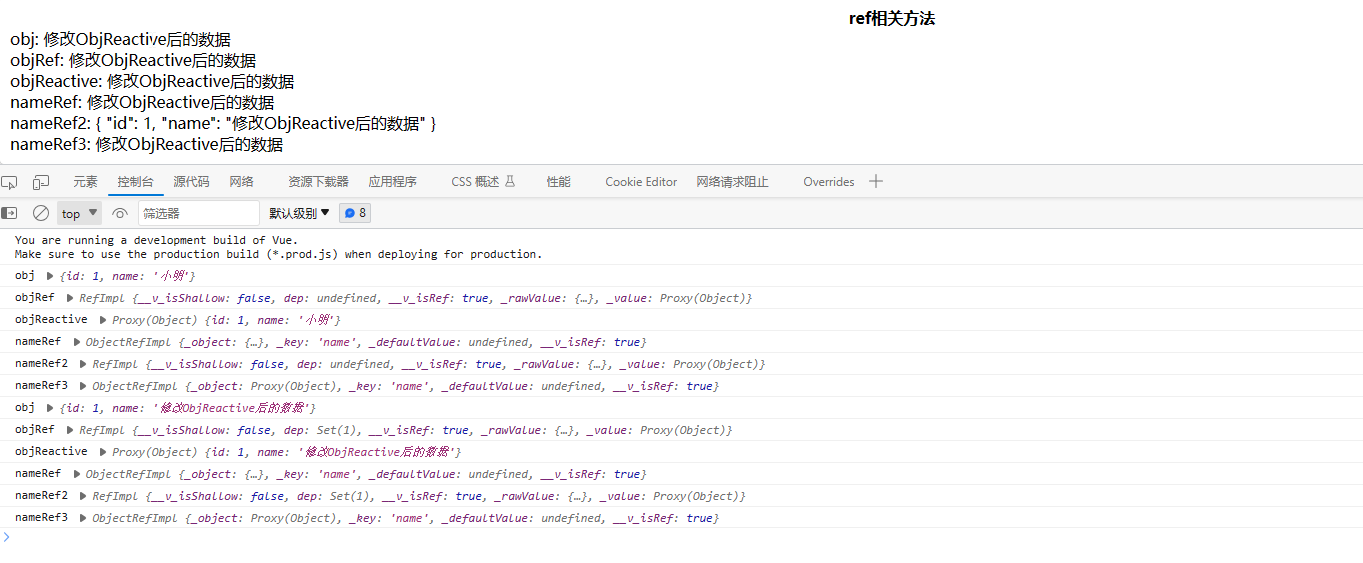 ref相关方法
obj: 修改ObjReactive后的数据
objRef: 修改ObjReactive后的数据
objReactive: 修改ObjReactive后的数据
nameRef: 修改ObjReactive后的数据
nameRef2: { "id": 1, "name": "修改ObjReactive后的数据" }
nameRef3: 修改ObjReactive后的数据
元素 控制台 源代码 网络 资源下载器 应用程序 CSS 概述 性能 Cookie Editor 网络请求阻止 Overrides
top 筛选器 默认级别 8
You are running a development build of Vue.
Make sure to use the production build (*.prod.js) when deploying for production.
obj {id: 1, name: '小明'}
objRef RefImpl {__v_isShallow: false, dep: undefined, __v_isRef: true, _rawValue: {…}, _value: Proxy(Object)}
objReactive Proxy(Object) {id: 1, name: '小明'}
nameRef ObjectRefImpl {_object: {…}, _key: 'name', _defaultValue: undefined, __v_isRef: true}
nameRef2 RefImpl {__v_isShallow: false, dep: undefined, __v_isRef: true, _rawValue: {…}, _value: Proxy(Object)}
nameRef3 ObjectRefImpl {_object: Proxy(Object), _key: 'name', _defaultValue: undefined, __v_isRef: true}
obj {id: 1, name: '修改ObjReactive后的数据'}
objRef RefImpl {__v_isShallow: false, dep: Set(1), __v_isRef: true, _rawValue: {…}, _value: Proxy(Object)}
objReactive Proxy(Object) {id: 1, name: '修改ObjReactive后的数据'}
nameRef ObjectRefImpl {_object: {…}, _key: 'name', _defaultValue: undefined, __v_isRef: true}
nameRef2 RefImpl {__v_isShallow: false, dep: Set(1), __v_isRef: true, _rawValue: {…}, _value: Proxy(Object)}
nameRef3 ObjectRefImpl {_object: Proxy(Object), _key: 'name', _defaultValue: undefined, __v_isRef: true}